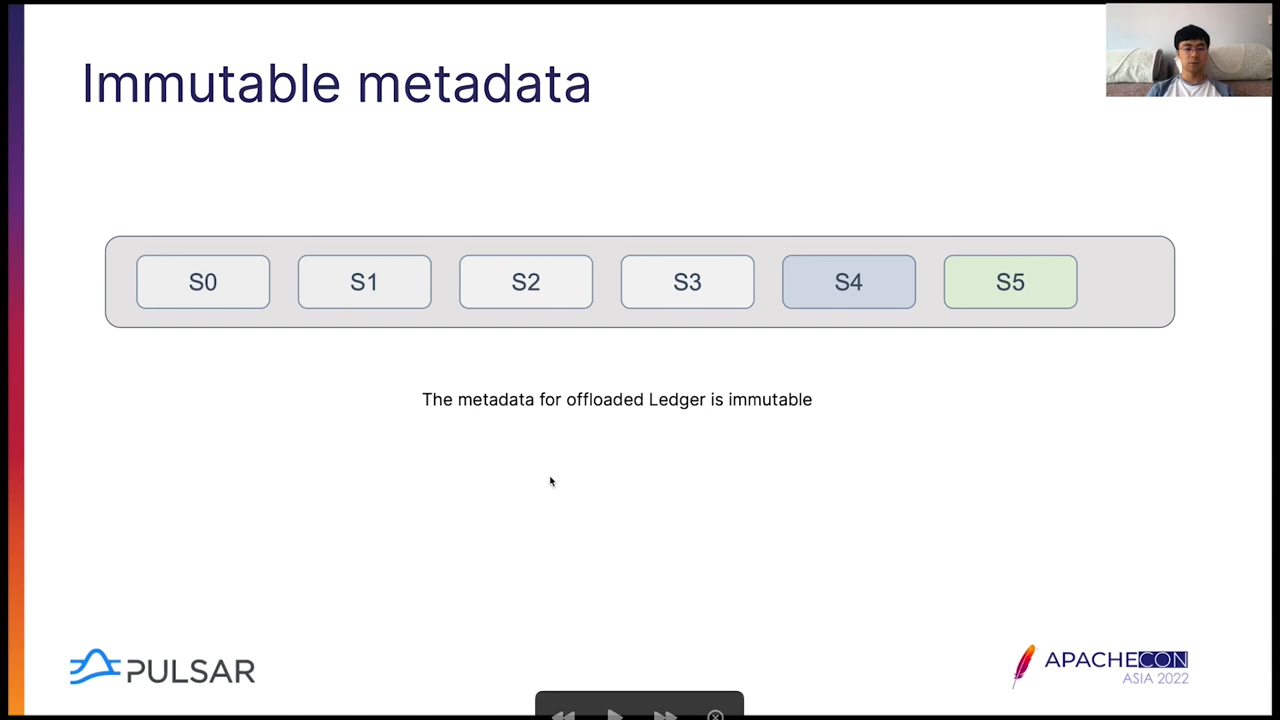 Immutable metadata
S0 S1 S2 S3 S4 S5
The metadata for offloaded Ledger is immutable
PULSAR
APACHECON
ASIA 2022